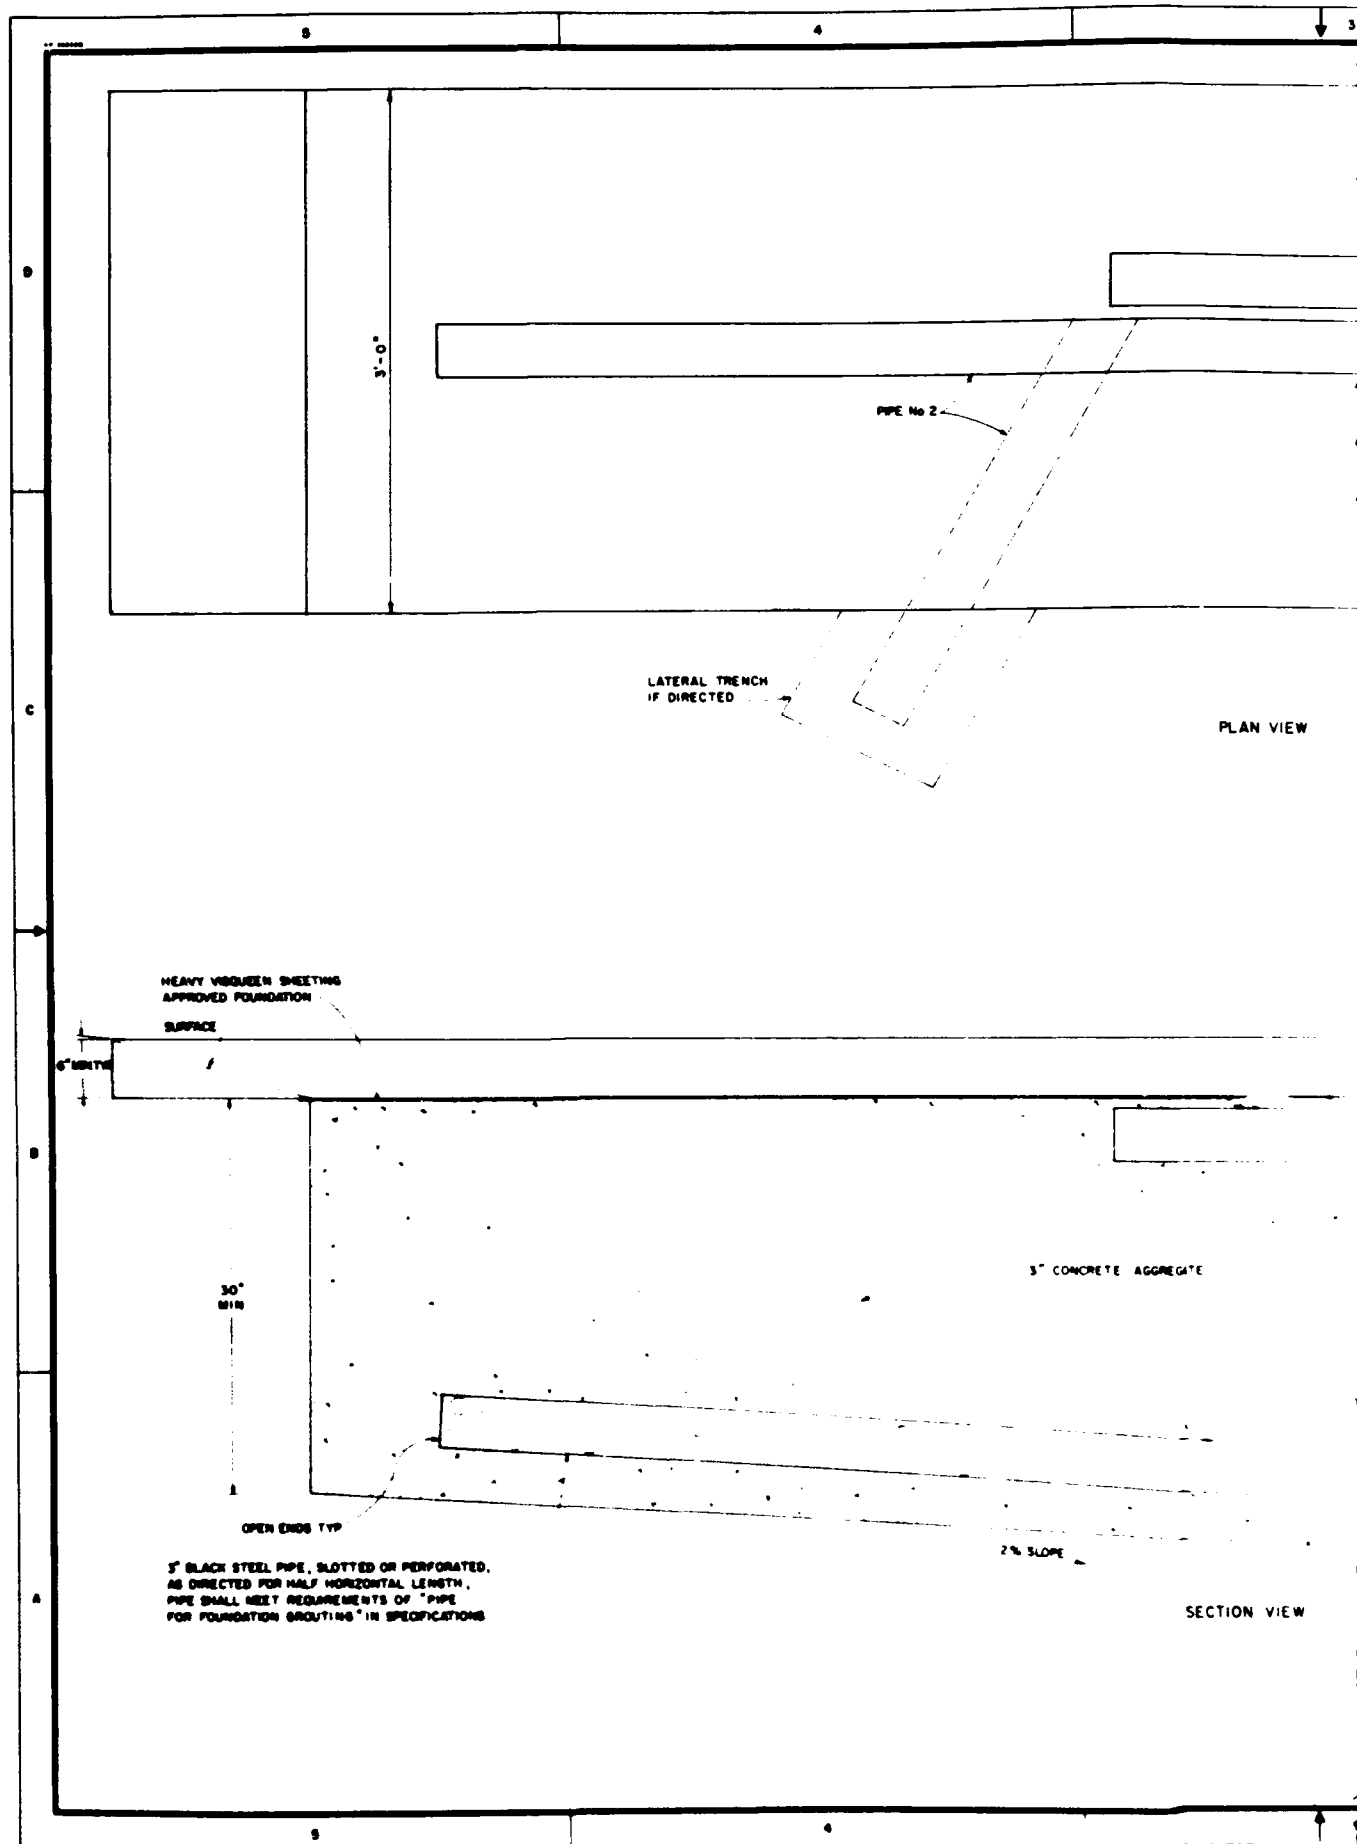 5 4 3
D
3'-0"
PIPE No 2
LATERAL TRENCH
IF DIRECTED
C
PLAN VIEW
HEAVY VISQUEEN SHEETING
APPROVED FOUNDATION
SURFACE
6" MIN TYP
B
3" CONCRETE AGGREGATE
30"
MIN
OPEN ENDS TYP
2% SLOPE
3" BLACK STEEL PIPE, SLOTTED OR PERFORATED,
AS DIRECTED FOR HALF HORIZONTAL LENGTH,
PIPE SHALL MEET REQUIREMENTS OF "PIPE
FOR FOUNDATION GROUTING" IN SPECIFICATIONS
A
SECTION VIEW
5 4